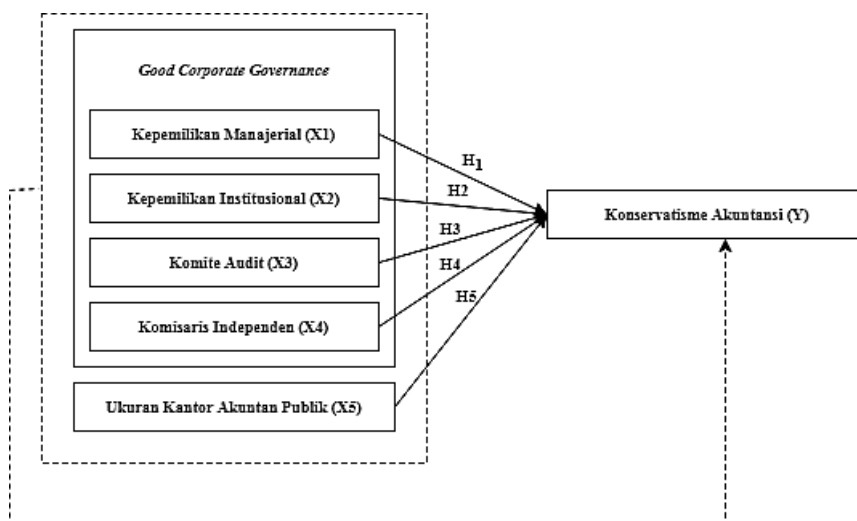 Good Corporate Governance
Kepemilikan Manajerial (X1)
H1
Kepemilikan Institusional (X2)
H2
Konservatisme Akuntansi (Y)
H3
Komite Audit (X3)
H4
H5
Komisaris Independen (X4)
Ukuran Kantor Akuntan Publik (X5)